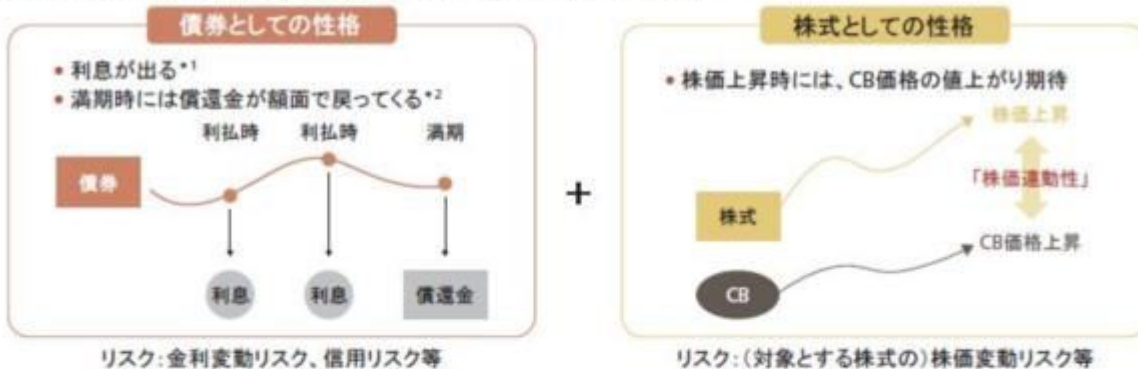 債券としての性格
• 利息が出る*1
• 満期時には償還金が額面で戻ってくる*2
利払時 利払時 満期
債券
利息 利息 償還金
リスク：金利変動リスク、信用リスク等
+
株式としての性格
• 株価上昇時には、CB価格の値上がり期待
株価上昇
「株価連動性」
株式
CB価格上昇
CB
リスク：（対象とする株式の）株価変動リスク等